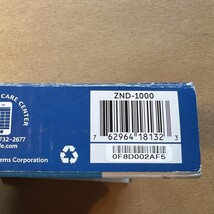 CARE CENTER
732-2677
fe.com
ems Corporation
ZND-1000
7 62964 18132 3
0F8D002AF5